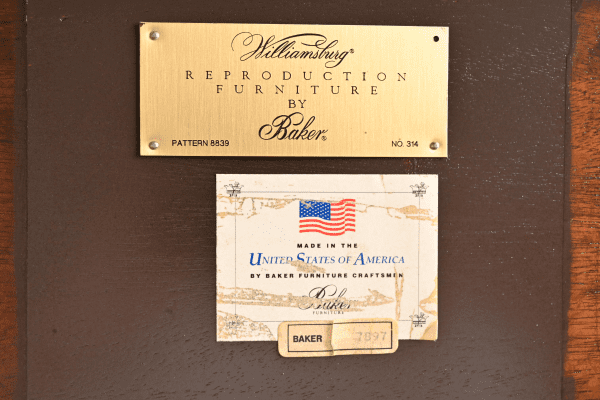 Williamsburg®
REPRODUCTION
FURNITURE
BY
Baker®
PATTERN 8839
NO. 314
MADE IN THE
UNITED STATES OF AMERICA
BY BAKER FURNITURE CRAFTSMEN
Baker
FURNITURE
BAKER 7897